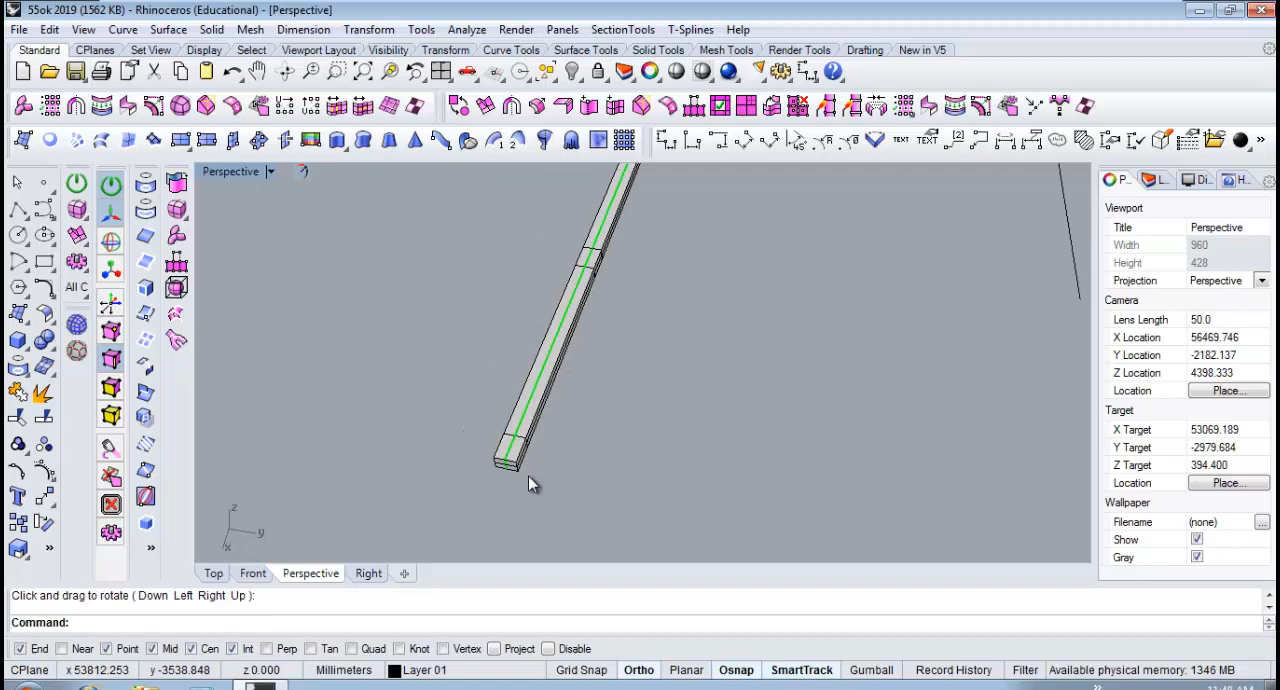 55ok 2019 (1562 KB) - Rhinoceros (Educational) - [Perspective]
File Edit View Curve Surface Solid Mesh Dimension Transform Tools Analyze Render Panels SectionTools T-Splines Help
Standard CPlanes Set View Display Select Viewport Layout Visibility Transform Curve Tools Surface Tools Solid Tools Mesh Tools Render Tools Drafting New in V5
TEXT TEXT
1 2
Perspective
P... L... Di... H...
Viewport
Title Perspective
Width 960
Height 428
Projection Perspective
Camera
Lens Length 50.0
X Location 56469.746
Y Location -2182.137
Z Location 4398.333
Location Place...
Target
X Target 53069.189
Y Target -2979.684
Z Target 394.400
Location Place...
Wallpaper
Filename (none) ...
Show
Gray
All C
z
y
x
Top Front Perspective Right
Click and drag to rotate ( Down Left Right Up ):
Command:
End Near Point Mid Cen Int Perp Tan Quad Knot Vertex Project Disable
CPlane x 53812.253 y -3538.848 z 0.000 Millimeters Layer 01 Grid Snap Ortho Planar Osnap SmartTrack Gumball Record History Filter Available physical memory: 1346 MB